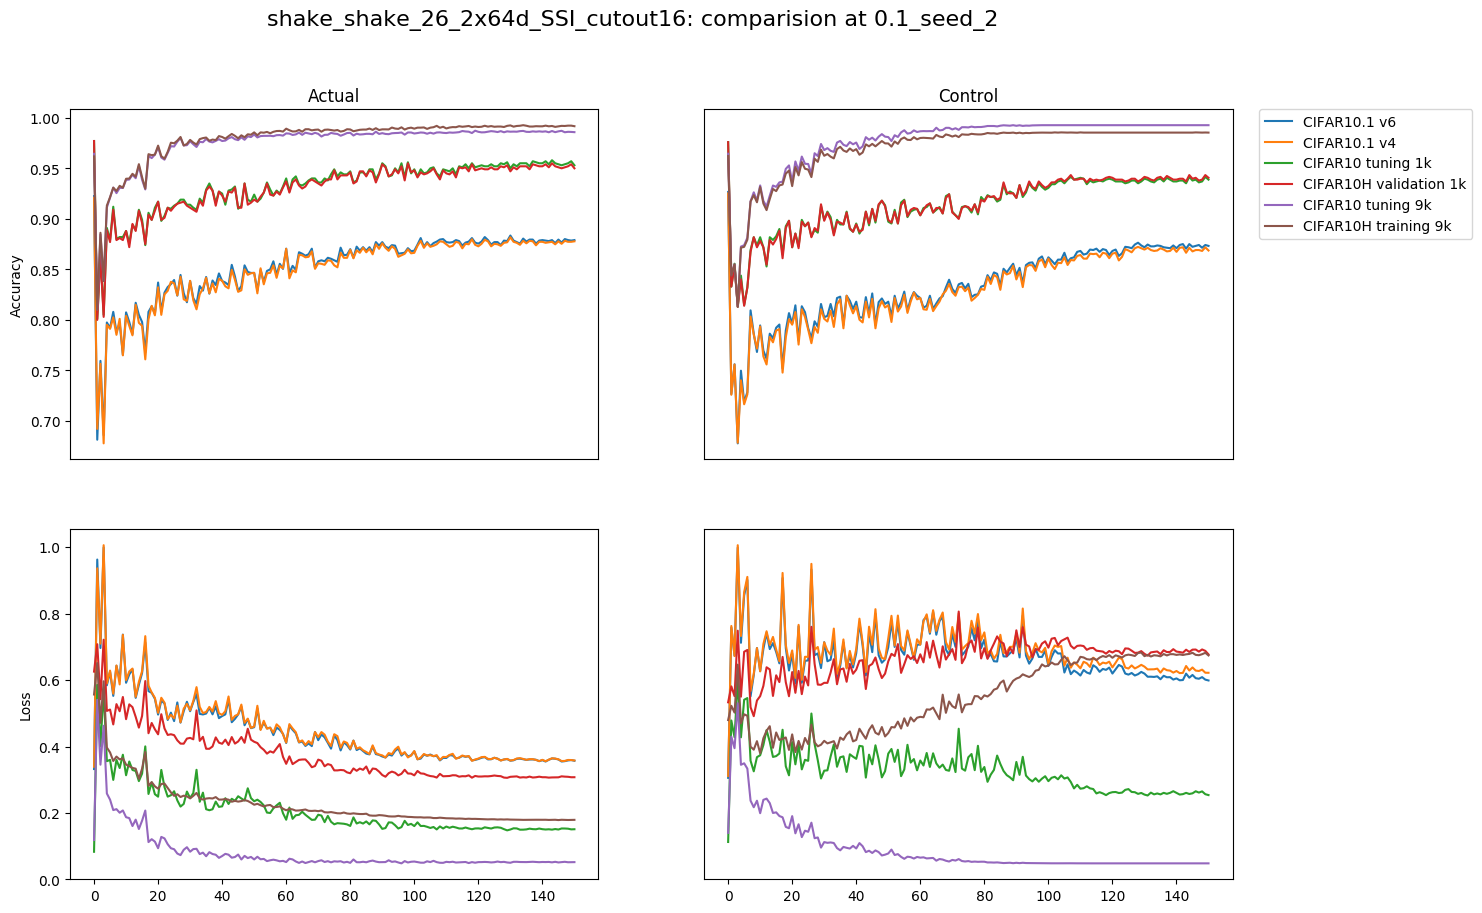 shake_shake_26_2x64d_SSI_cutout16: comparision at 0.1_seed_2
Actual
Control
CIFAR10.1 v6
CIFAR10.1 v4
CIFAR10 tuning 1k
CIFAR10H validation 1k
CIFAR10 tuning 9k
CIFAR10H training 9k
Accuracy
1.00
0.95
0.90
0.85
0.80
0.75
0.70
Loss
1.0
0.8
0.6
0.4
0.2
0.0
0 20 40 60 80 100 120 140
0 20 40 60 80 100 120 140